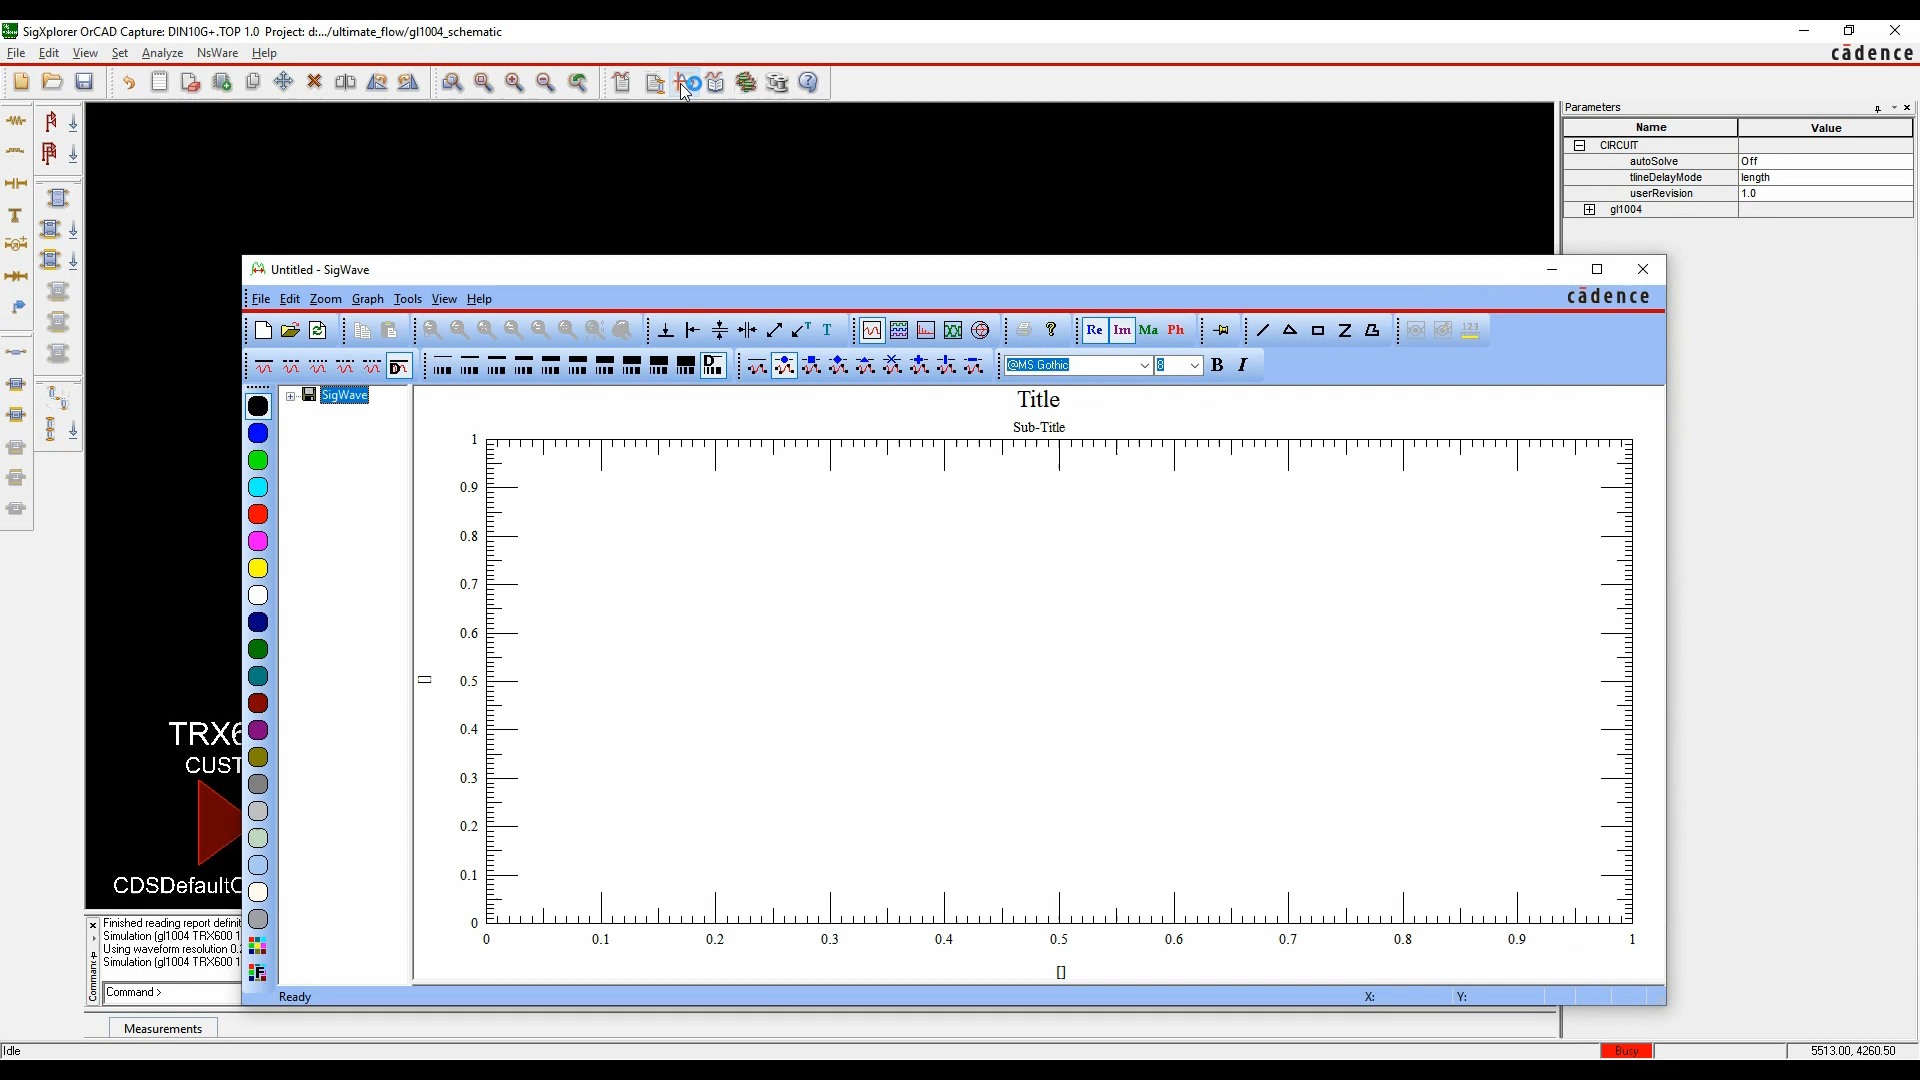 SigXplorer OrCAD Capture: DIN10G+.TOP 1.0 Project: d:.../ultimate_flow/gl1004_schematic
File Edit View Set Analyze NsWare Help
cādence
Parameters
Name Value
CIRCUIT
autoSolve Off
tlineDelayMode length
userRevision 1.0
gl1004
Untitled - SigWave
File Edit Zoom Graph Tools View Help
cādence
T T
Re Im Ma Ph
123
D
D
@MS Gothic 8 B I
SigWave
Title
Sub-Title
1
0.9
0.8
0.7
0.6
0.5
0.4
0.3
0.2
0.1
0
[]
0 0.1 0.2 0.3 0.4 0.5 0.6 0.7 0.8 0.9 1
[]
F
Ready X: Y:
TRX6
CUST
CDSDefault
Finished reading report defini
Simulation (gl1004 TRX600 1
Using waveform resolution 0.
Simulation (gl1004 TRX600 1
Command
Command >
Measurements
Idle Busy 5513.00, 4260.50